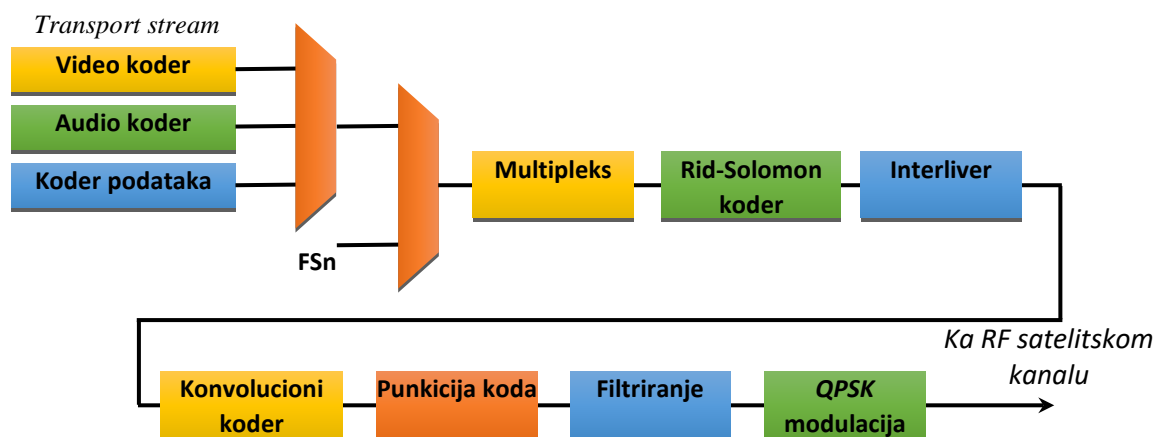 Transport stream
Video koder
Audio koder
Koder podataka
FSn
Multipleks
Rid-Solomon
koder
Interliver
Ka RF satelitskom
kanalu
Konvolucioni
koder
Punkicija koda
Filtriranje
QPSK
modulacija